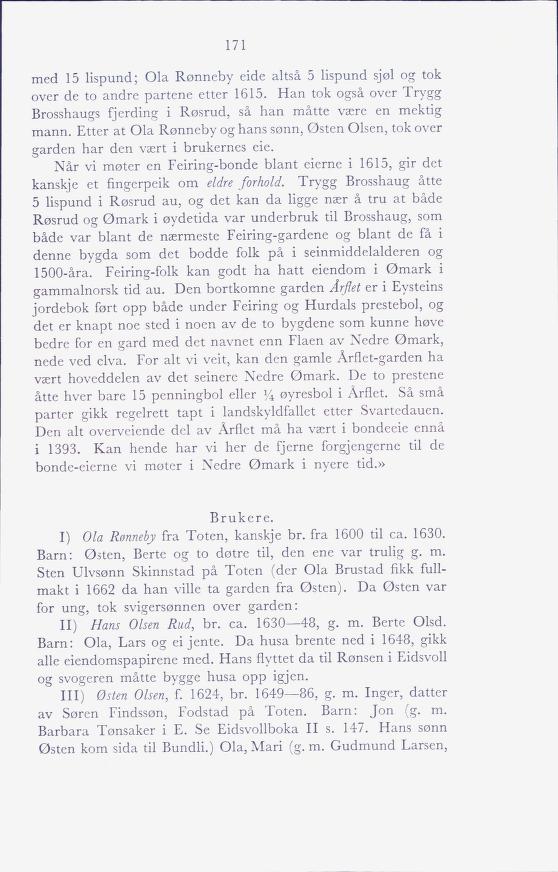 171
med 15 lispund; Ola Rønneby eide altså 5 lispund sjøl og tok
over de to andre partene etter 1615. Han tok også over Trygg
Brosshaugs fjerding i Røsrud, så han måtte være en mektig
mann. Etter at Ola Rønneby og hans sønn, Østen Olsen, tok over
garden har den vært i brukernes eie.
Når vi møter en Feiring-bonde blant eierne i 1615, gir det
kanskje et fingerpeik om eldre forhold. Trygg Brosshaug åtte
5 lispund i Røsrud au, og det kan da ligge nær å tru at både
Røsrud og Ømark i øydetida var underbruk til Brosshaug, som
både var blant de nærmeste Feiring-gardene og blant de få i
denne bygda som det bodde folk på i seinmiddelalderen og
1500-åra. Feiring-folk kan godt ha hatt eiendom i Ømark i
gammalnorsk tid au. Den bortkomne garden Årflet er i Eysteins
jordebok ført opp både under Feiring og Hurdals prestebol, og
det er knapt noe sted i noen av de to bygdene som kunne høve
bedre for en gard med det navnet enn Flaen av Nedre Ømark,
nede ved elva. For alt vi veit, kan den gamle Årflet-garden ha
vært hoveddelen av det seinere Nedre Ømark. De to prestene
åtte hver bare 15 penningbol eller ¼ øyresbol i Årflet. Så små
parter gikk regelrett tapt i landskyldfallet etter Svartedauen.
Den alt overveiende del av Årflet må ha vært i bondeeie ennå
i 1393. Kan hende har vi her de fjerne forgjengerne til de
bonde-eierne vi møter i Nedre Ømark i nyere tid.»
Brukere.
I) Ola Rønneby fra Toten, kanskje br. fra 1600 til ca. 1630.
Barn: Østen, Berte og to døtre til, den ene var trulig g. m.
Sten Ulvsønn Skinnstad på Toten (der Ola Brustad fikk full-
makt i 1662 da han ville ta garden fra Østen). Da Østen var
for ung, tok svigersønnen over garden:
II) Hans Olsen Rud, br. ca. 1630—48, g. m. Berte Olsd.
Barn: Ola, Lars og ei jente. Da husa brente ned i 1648, gikk
alle eiendomspapirene med. Hans flyttet da til Rønsen i Eidsvoll
og svogeren måtte bygge husa opp igjen.
III) Østen Olsen, f. 1624, br. 1649—86, g. m. Inger, datter
av Søren Findssøn, Fodstad på Toten. Barn: Jon (g. m.
Barbara Tønsaker i E. Se Eidsvollboka II s. 147. Hans sønn
Østen kom sida til Bundli.) Ola, Mari (g. m. Gudmund Larsen,